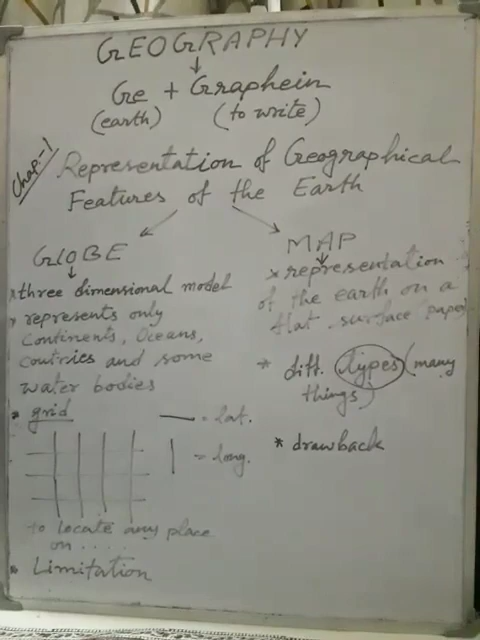 GEOGRAPHY
Ge + Graphein
(earth) (to write)
Chap-1
Representation of Geographical
Features of the Earth
GLOBE
* three dimensional model
* represents only
Continents, Oceans,
Coutries and some
water bodies
* grid
— = lat.
| = long.
to locate any place
on ....
* Limitation
MAP
* representation
of the earth on a
flat surface paper
* diff. types (many
things)
* drawback